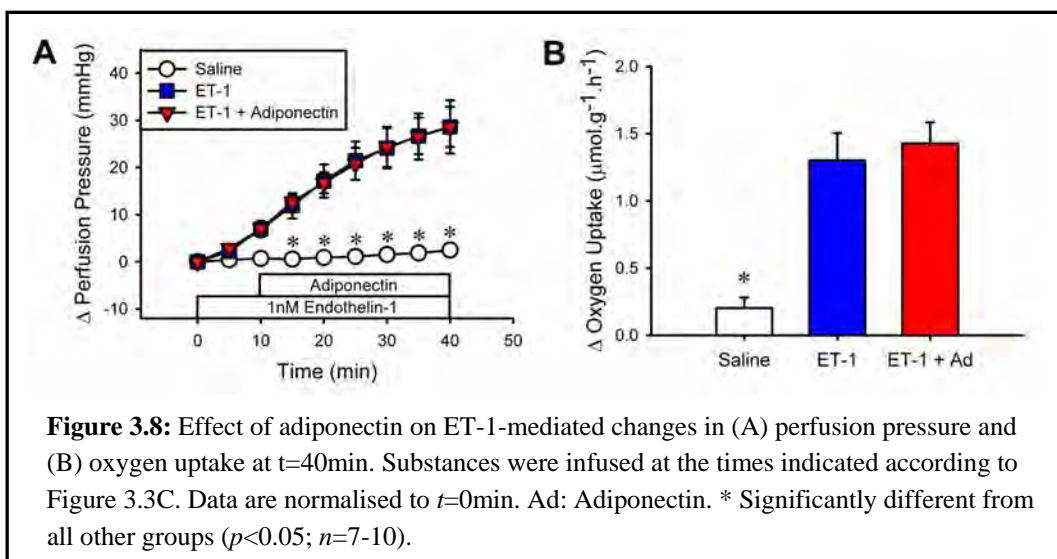 A
Δ Perfusion Pressure (mmHg)
40
30
20
10
0
-10
Saline
ET-1
ET-1 + Adiponectin
* * * * * *
Adiponectin
1nM Endothelin-1
0 10 20 30 40 50
Time (min)
B
Δ Oxygen Uptake (μmol.g⁻¹.h⁻¹)
2.0
1.5
1.0
0.5
0.0
*
Saline ET-1 ET-1 + Ad
Figure 3.8: Effect of adiponectin on ET-1-mediated changes in (A) perfusion pressure and
(B) oxygen uptake at t=40min. Substances were infused at the times indicated according to
Figure 3.3C. Data are normalised to t=0min. Ad: Adiponectin. * Significantly different from
all other groups (p<0.05; n=7-10).